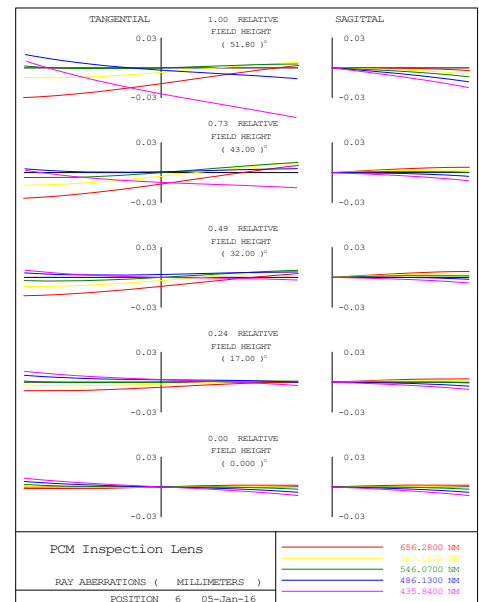 TANGENTIAL 1.00 RELATIVE SAGITTAL
FIELD HEIGHT
( 51.80 )°
0.03 0.03
-0.03 -0.03
0.73 RELATIVE
FIELD HEIGHT
( 43.00 )°
0.03 0.03
-0.03 -0.03
0.49 RELATIVE
FIELD HEIGHT
( 32.00 )°
0.03 0.03
-0.03 -0.03
0.24 RELATIVE
FIELD HEIGHT
( 17.00 )°
0.03 0.03
-0.03 -0.03
0.00 RELATIVE
FIELD HEIGHT
( 0.000 )°
0.03 0.03
-0.03 -0.03
PCM Inspection Lens
RAY ABERRATIONS ( MILLIMETERS )
POSITION 6 05-Jan-16
656.2800 NM
NM
546.0700 NM
486.1300 NM
435.8400 NM